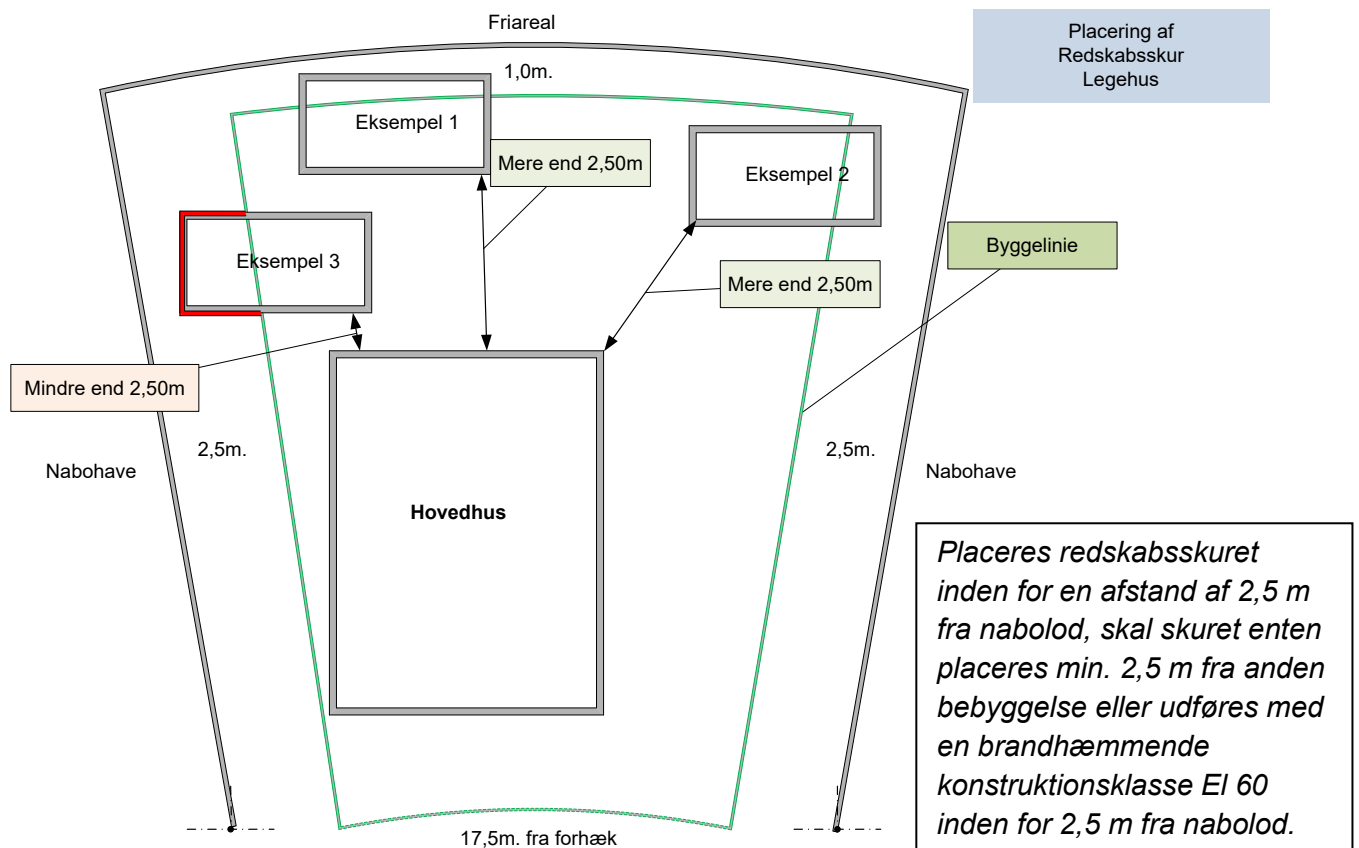 Friareal
Placering af
Redskabsskur
Legehus
1,0m.
Eksempel 1
Mere end 2,50m
Eksempel 2
Byggelinie
Eksempel 3
Mere end 2,50m
Mindre end 2,50m
2,5m.
2,5m.
Nabohave
Nabohave
Hovedhus
Placeres redskabsskuret
inden for en afstand af 2,5 m
fra nabolod, skal skuret enten
placeres min. 2,5 m fra anden
bebyggelse eller udføres med
en brandhæmmende
konstruktionsklasse EI 60
inden for 2,5 m fra nabolod.
17,5m. fra forhæk